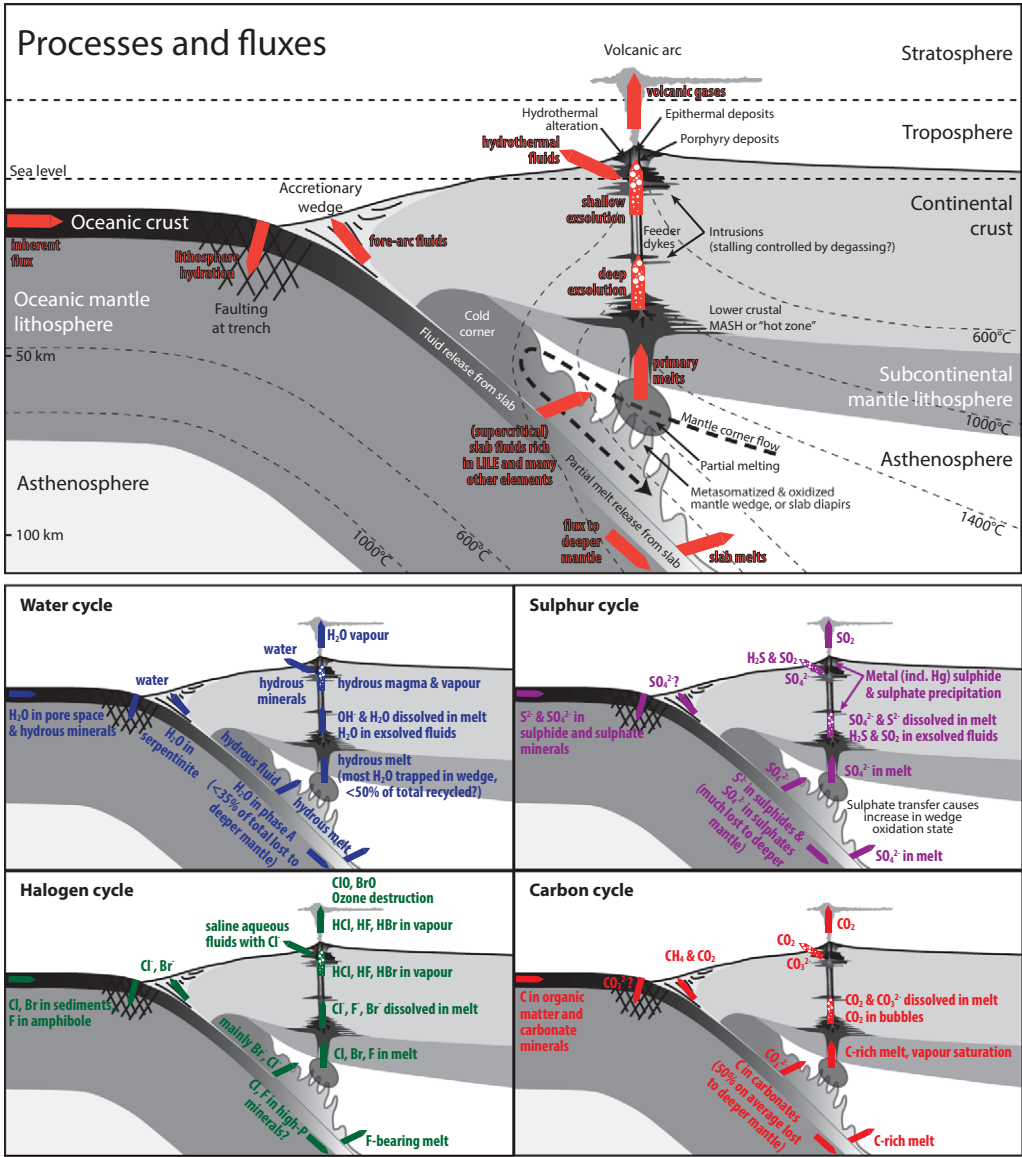 Processes and fluxes
Volcanic arc
Stratosphere
volcanic gases
Hydrothermal
alteration
Epithermal deposits
Porphyry deposits
Troposphere
hydrothermal
fluids
Sea level
Accretionary
wedge
shallow
exsolution
Continental
crust
Oceanic crust
inherent
flux
lithosphere
hydration
fore-arc fluids
Feeder
dykes
Intrusions
(stalling controlled by degassing?)
deep
exsolution
Oceanic mantle
lithosphere
Faulting
at trench
Cold
corner
Lower crustal
MASH or "hot zone"
600°C
50 km
Fluid release from slab
primary
melts
Subcontinental
mantle lithosphere
1000°C
Mantle corner flow
(supercritical)
slab fluids rich
in LILE and many
other elements
Partial melting
Asthenosphere
Asthenosphere
Metasomatized & oxidized
mantle wedge, or slab diapirs
Partial melt release from slab
1400°C
100 km
1000°C
600°C
flux to
deeper
mantle
slab melts
Water cycle
H₂O vapour
water
hydrous
minerals
hydrous magma & vapour
water
H₂O in pore space
& hydrous minerals
H₂O in
serpentinite
OH⁻ & H₂O dissolved in melt
H₂O in exsolved fluids
hydrous fluid
hydrous melt
(most H₂O trapped in wedge,
<50% of total recycled?)
H₂O in phase A
(<35% of total lost to
deeper mantle)
hydrous melt
Sulphur cycle
SO₂
H₂S & SO₂
SO₄²⁻
Metal (incl. Hg) sulphide
& sulphate precipitation
SO₄²⁻?
S²⁻ & SO₄²⁻ in
sulphide and sulphate
minerals
SO₄²⁻ & S²⁻ dissolved in melt
H₂S & SO₂ in exsolved fluids
SO₄²⁻
SO₄²⁻ in melt
S²⁻ in sulphides &
SO₄²⁻ in sulphates
(much lost to deeper
mantle)
Sulphate transfer causes
increase in wedge
oxidation state
SO₄²⁻ in melt
Halogen cycle
ClO, BrO
Ozone destruction
HCl, HF, HBr in vapour
saline aqueous
fluids with Cl⁻
HCl, HF, HBr in vapour
Cl⁻, Br⁻
Cl, Br in sediments,
F in amphibole
Cl⁻, F⁻, Br⁻ dissolved in melt
mainly Br⁻, Cl⁻
Cl, Br, F in melt
Cl, F in high-P
minerals?
F-bearing melt
Carbon cycle
CO₂
CO₂
CO₃²⁻
CH₄ & CO₂
CO₃²⁻?
C in organic
matter and
carbonate
minerals
CO₂ & CO₃²⁻ dissolved in melt
CO₂ in bubbles
CO₃²⁻
C-rich melt, vapour saturation
C in carbonates
(50% on average lost
to deeper mantle)
C-rich melt